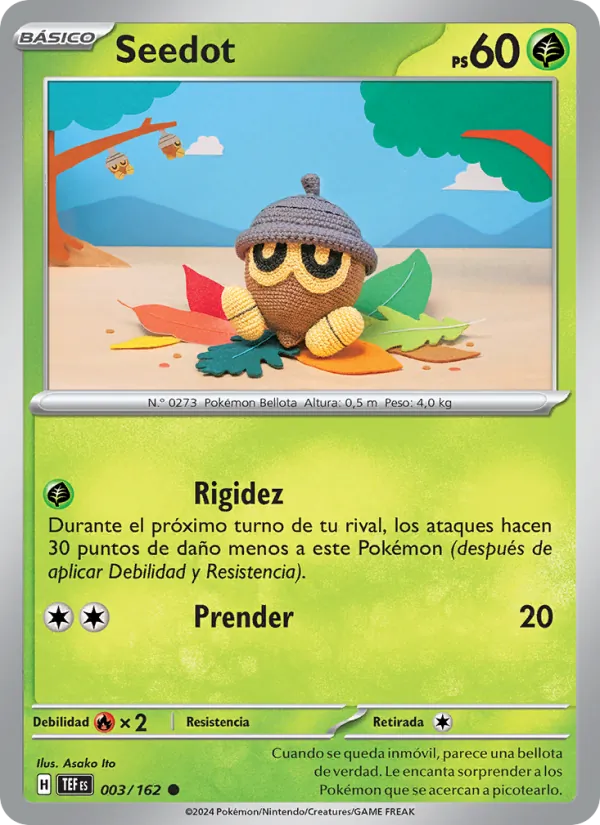 BÁSICO
Seedot
PS60
N.º 0273 Pokémon Bellota Altura: 0,5 m Peso: 4,0 kg
Rigidez
Durante el próximo turno de tu rival, los ataques hacen
30 puntos de daño menos a este Pokémon (después de
aplicar Debilidad y Resistencia).
Prender 20
Debilidad ×2 Resistencia Retirada
Ilus. Asako Ito
Cuando se queda inmóvil, parece una bellota
de verdad. Le encanta sorprender a los
Pokémon que se acercan a picotearlo.
H TEF ES 003/162
©2024 Pokémon/Nintendo/Creatures/GAME FREAK